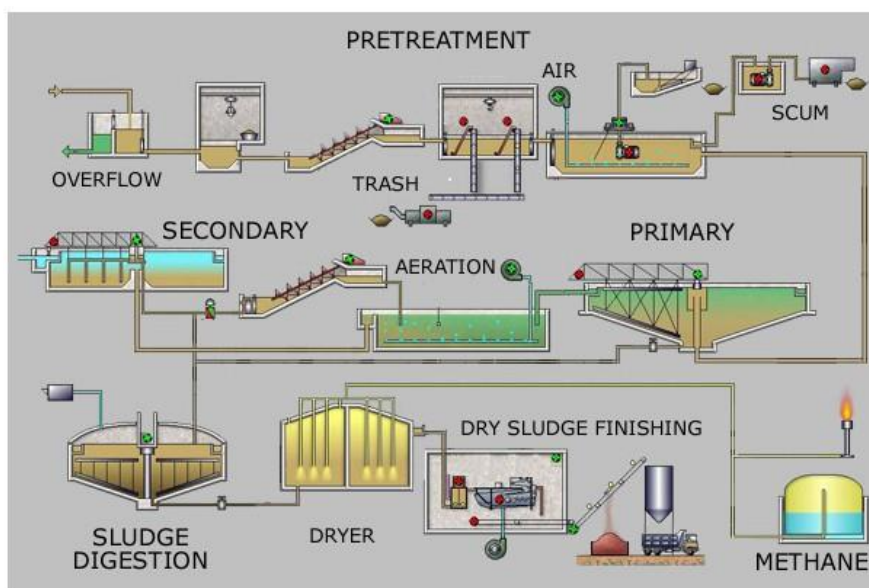 PRETREATMENT
AIR
SCUM
OVERFLOW
TRASH
SECONDARY
PRIMARY
AERATION
DRY SLUDGE FINISHING
SLUDGE
DIGESTION
DRYER
METHANE